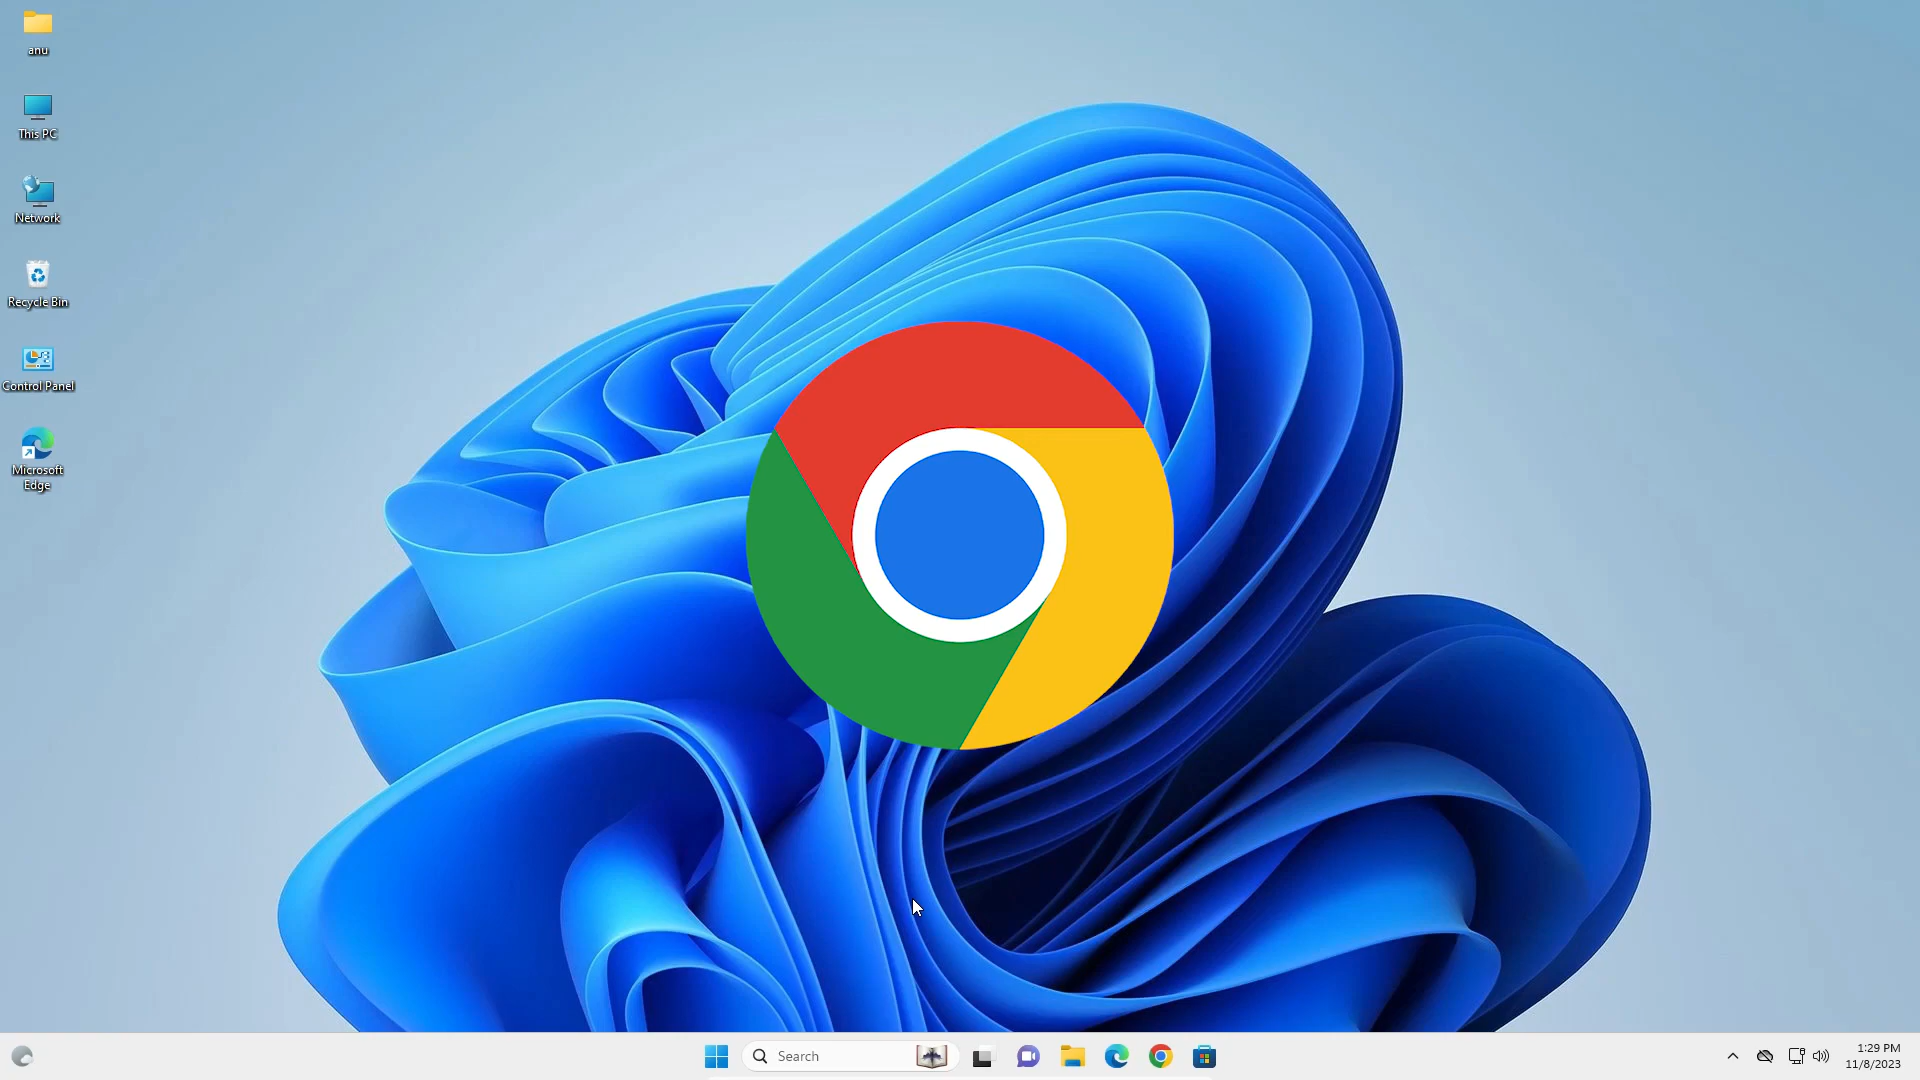 anu
This PC
Network
Recycle Bin
Control Panel
Microsoft
Edge
Search
1:29 PM
11/8/2023